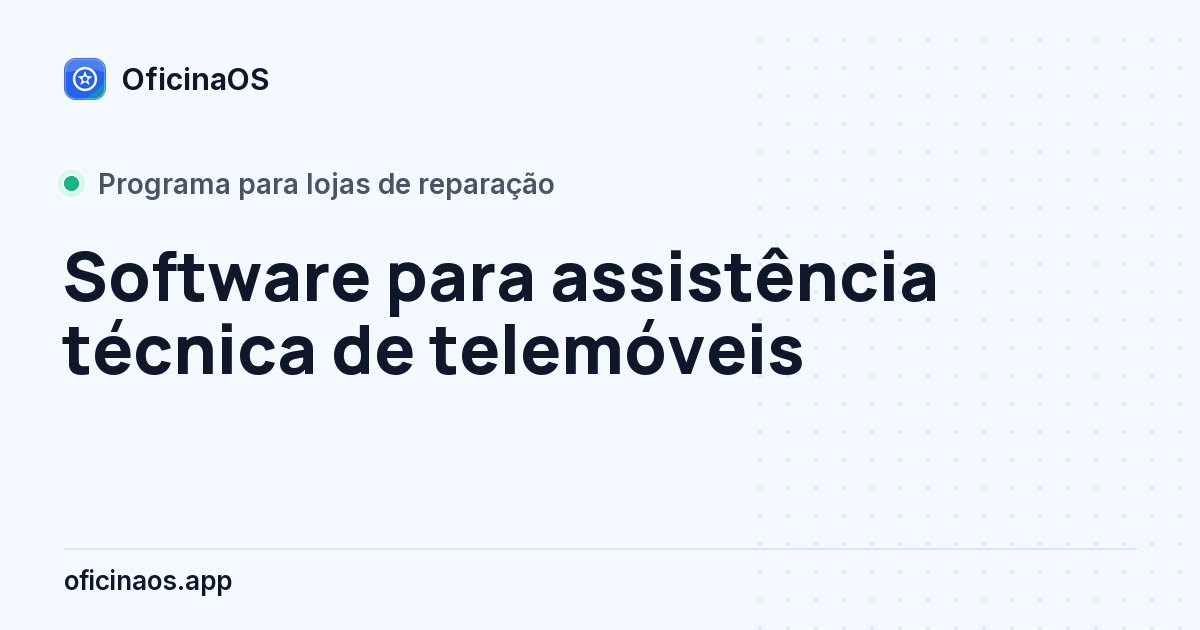 OficinaOS
Programa para lojas de reparação
Software para assistência
técnica de telemóveis
oficinaos.app